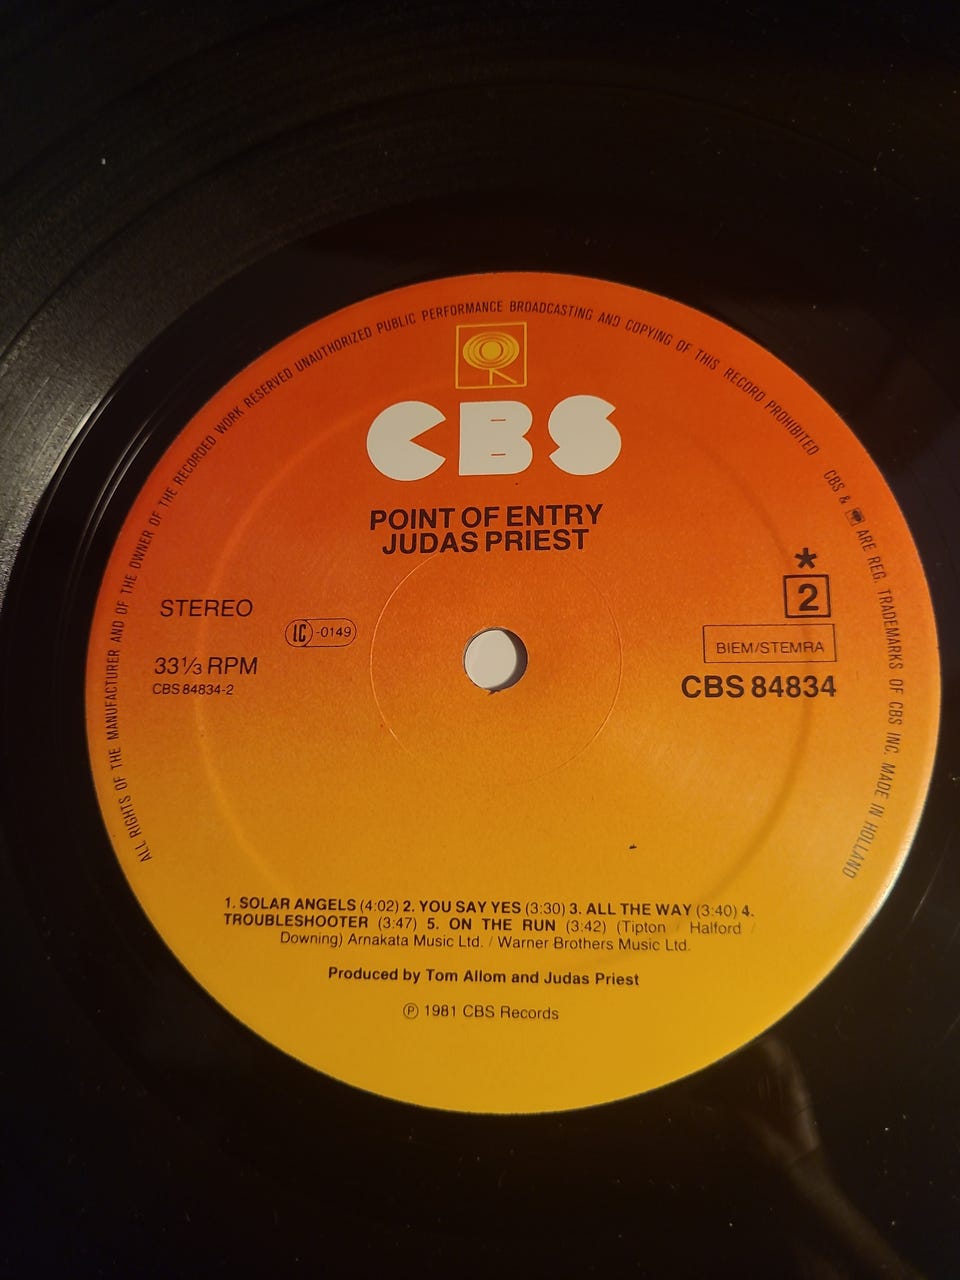 ALL RIGHTS OF THE MANUFACTURER AND OF THE OWNER OF THE RECORDED WORK RESERVED UNAUTHORIZED PUBLIC PERFORMANCE BROADCASTING AND COPYING OF THIS RECORD PROHIBITED CBS & ARE REG. TRADEMARKS OF CBS INC. MADE IN HOLLAND
CBS
POINT OF ENTRY
JUDAS PRIEST
STEREO
LC-0149
33⅓ RPM
CBS 84834-2
*
2
BIEM/STEMRA
CBS 84834
1. SOLAR ANGELS (4:02) 2. YOU SAY YES (3:30) 3. ALL THE WAY (3:40) 4.
TROUBLESHOOTER (3:47) 5. ON THE RUN (3:42) (Tipton / Halford /
Downing) Arnakata Music Ltd. / Warner Brothers Music Ltd.
Produced by Tom Allom and Judas Priest
℗ 1981 CBS Records